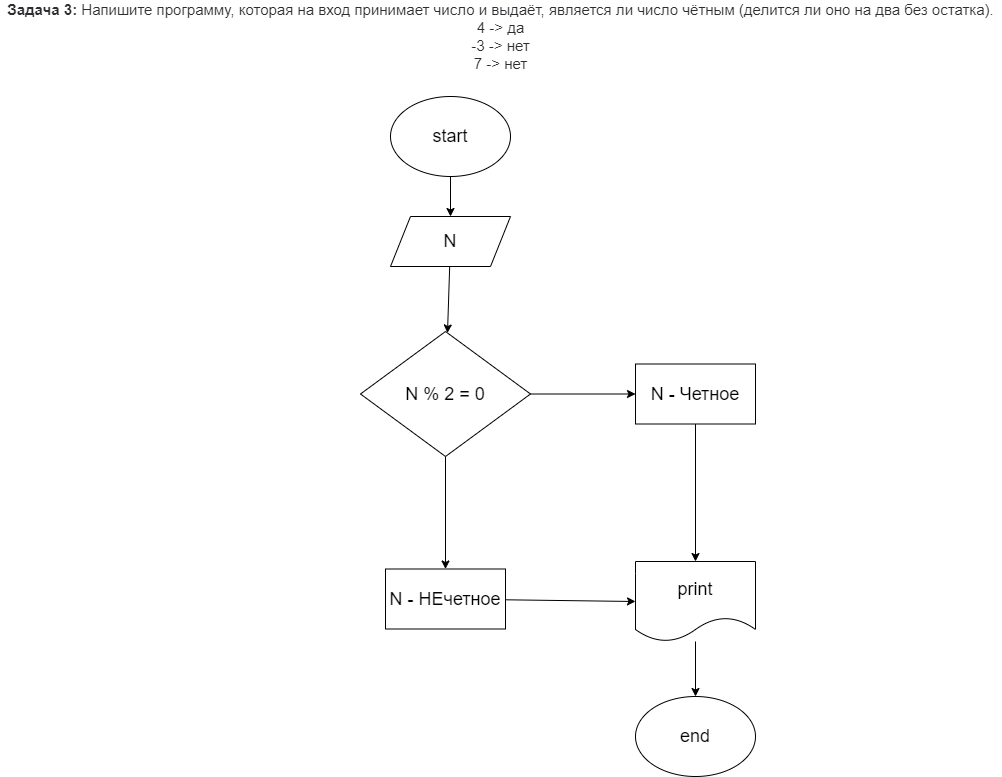 Задача 3: Напишите программу, которая на вход принимает число и выдаёт, является ли число чётным (делится ли оно на два без остатка).
4 -> да
-3 -> нет
7 -> нет
start
N
N % 2 = 0
N - Четное
N - НЕчетное
print
end